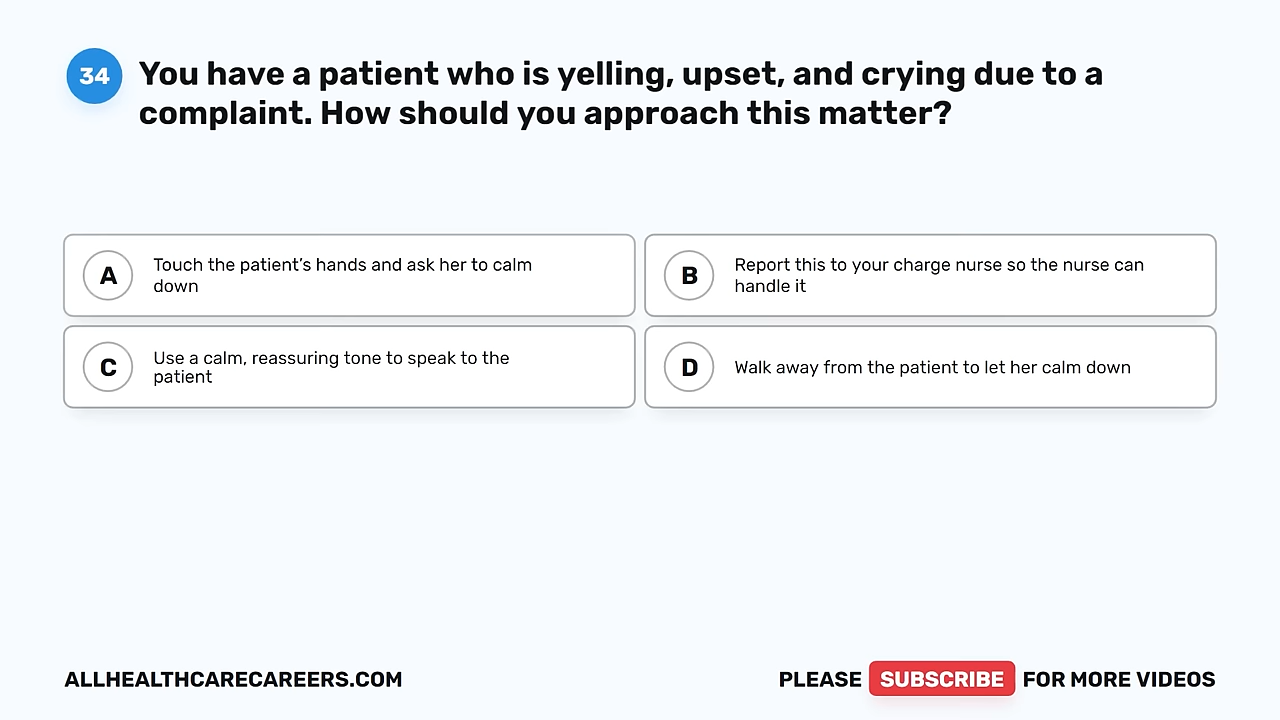 34
You have a patient who is yelling, upset, and crying due to a
complaint. How should you approach this matter?
A
Touch the patient's hands and ask her to calm
down
B
Report this to your charge nurse so the nurse can
handle it
C
Use a calm, reassuring tone to speak to the
patient
D
Walk away from the patient to let her calm down
ALLHEALTHCARECAREERS.COM
PLEASE SUBSCRIBE FOR MORE VIDEOS